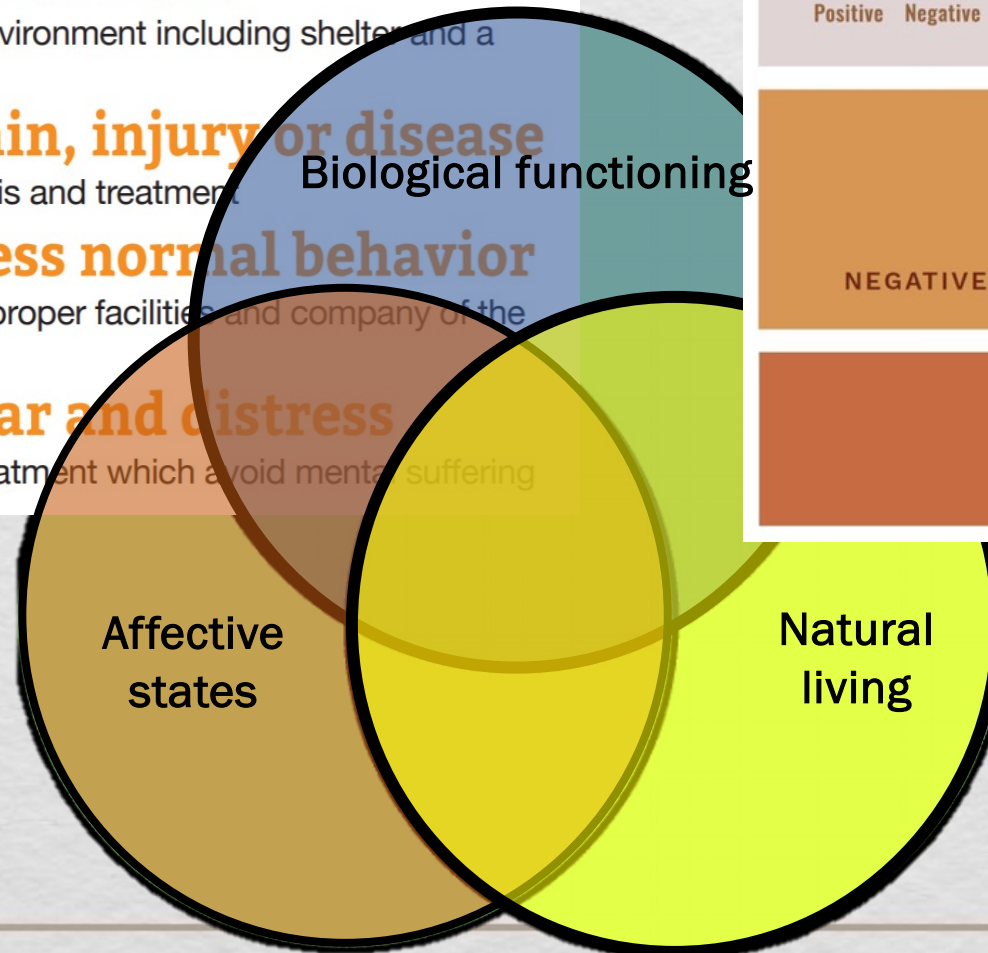 vironment including shelter and a
in, injury or disease
is and treatment
ess normal behavior
proper facilities and company of the
ar and distress
atment which avoid mental suffering
Biological functioning
Affective
states
Natural
living
Positive Negative
NEGATIVE